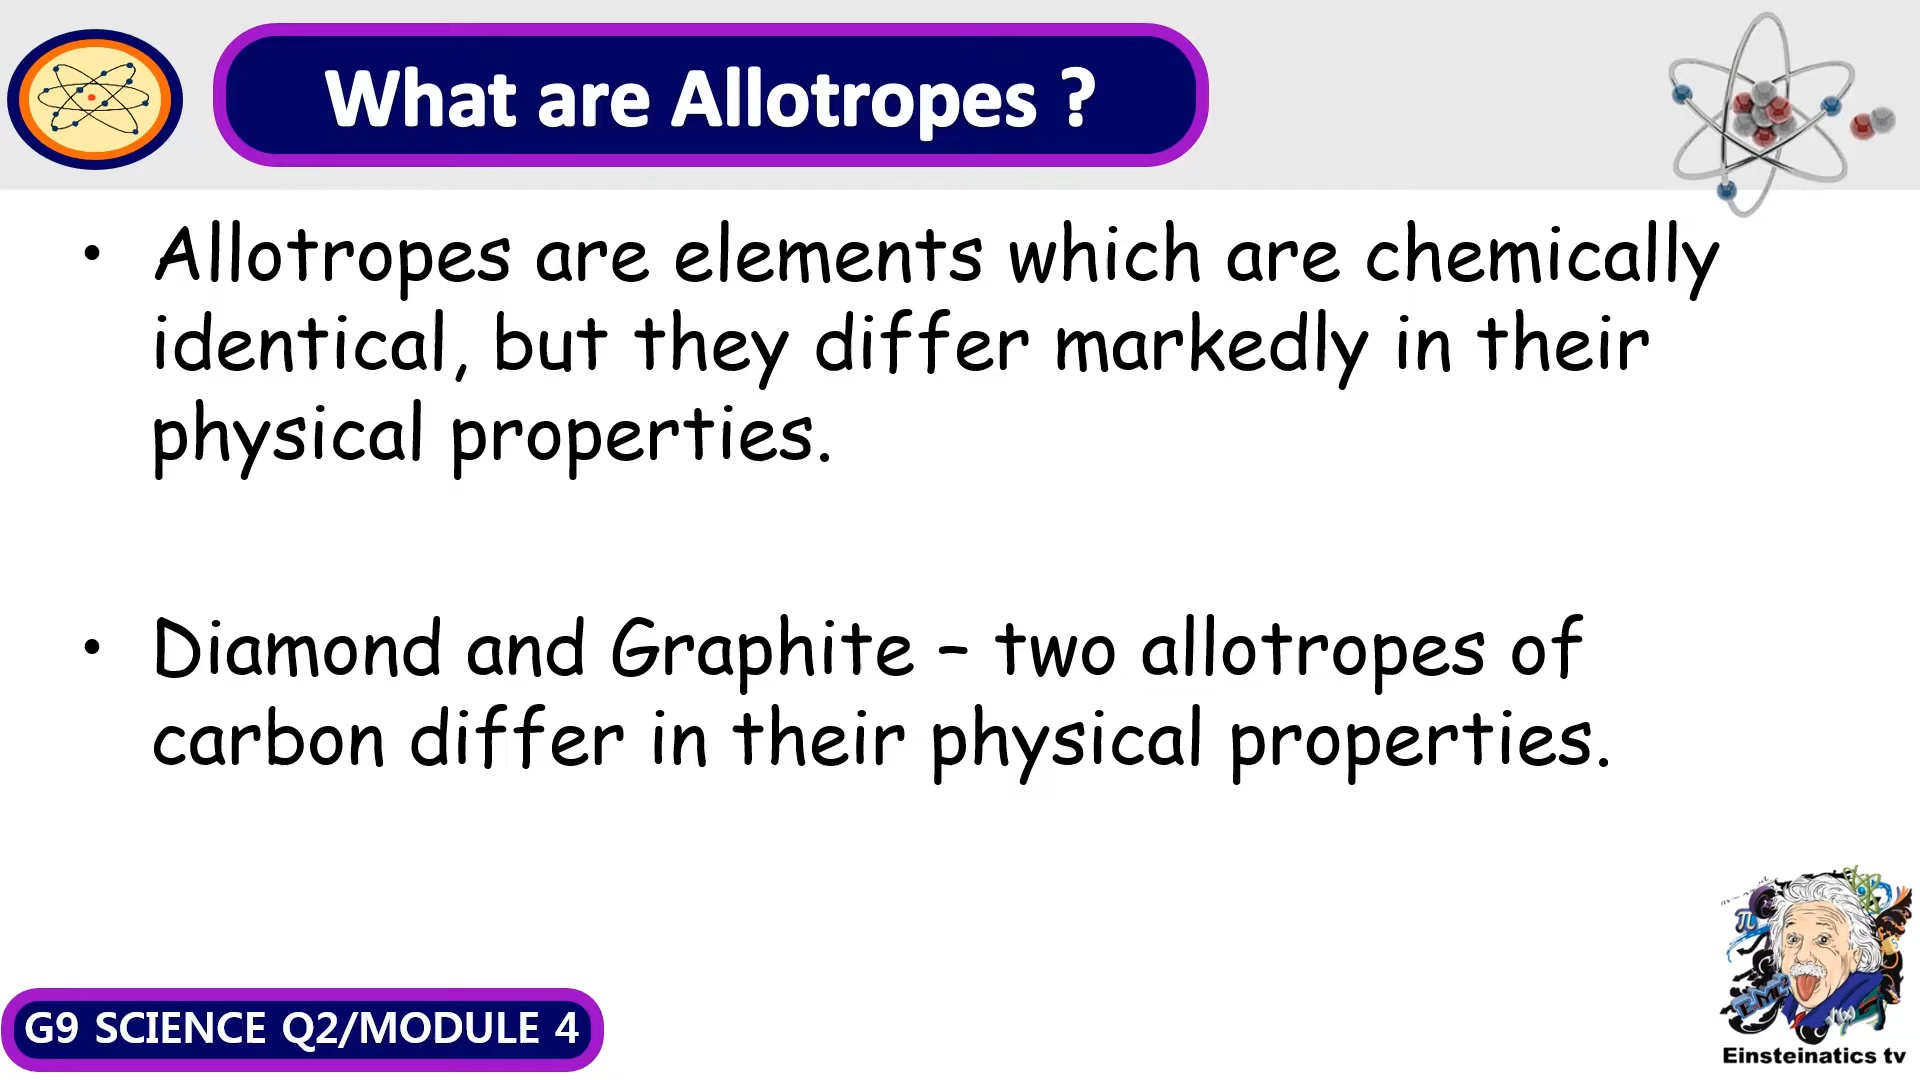 What are Allotropes ?
• Allotropes are elements which are chemically
identical, but they differ markedly in their
physical properties.
• Diamond and Graphite – two allotropes of
carbon differ in their physical properties.
G9 SCIENCE Q2/MODULE 4
π
E=MC²
Einsteinatics tv